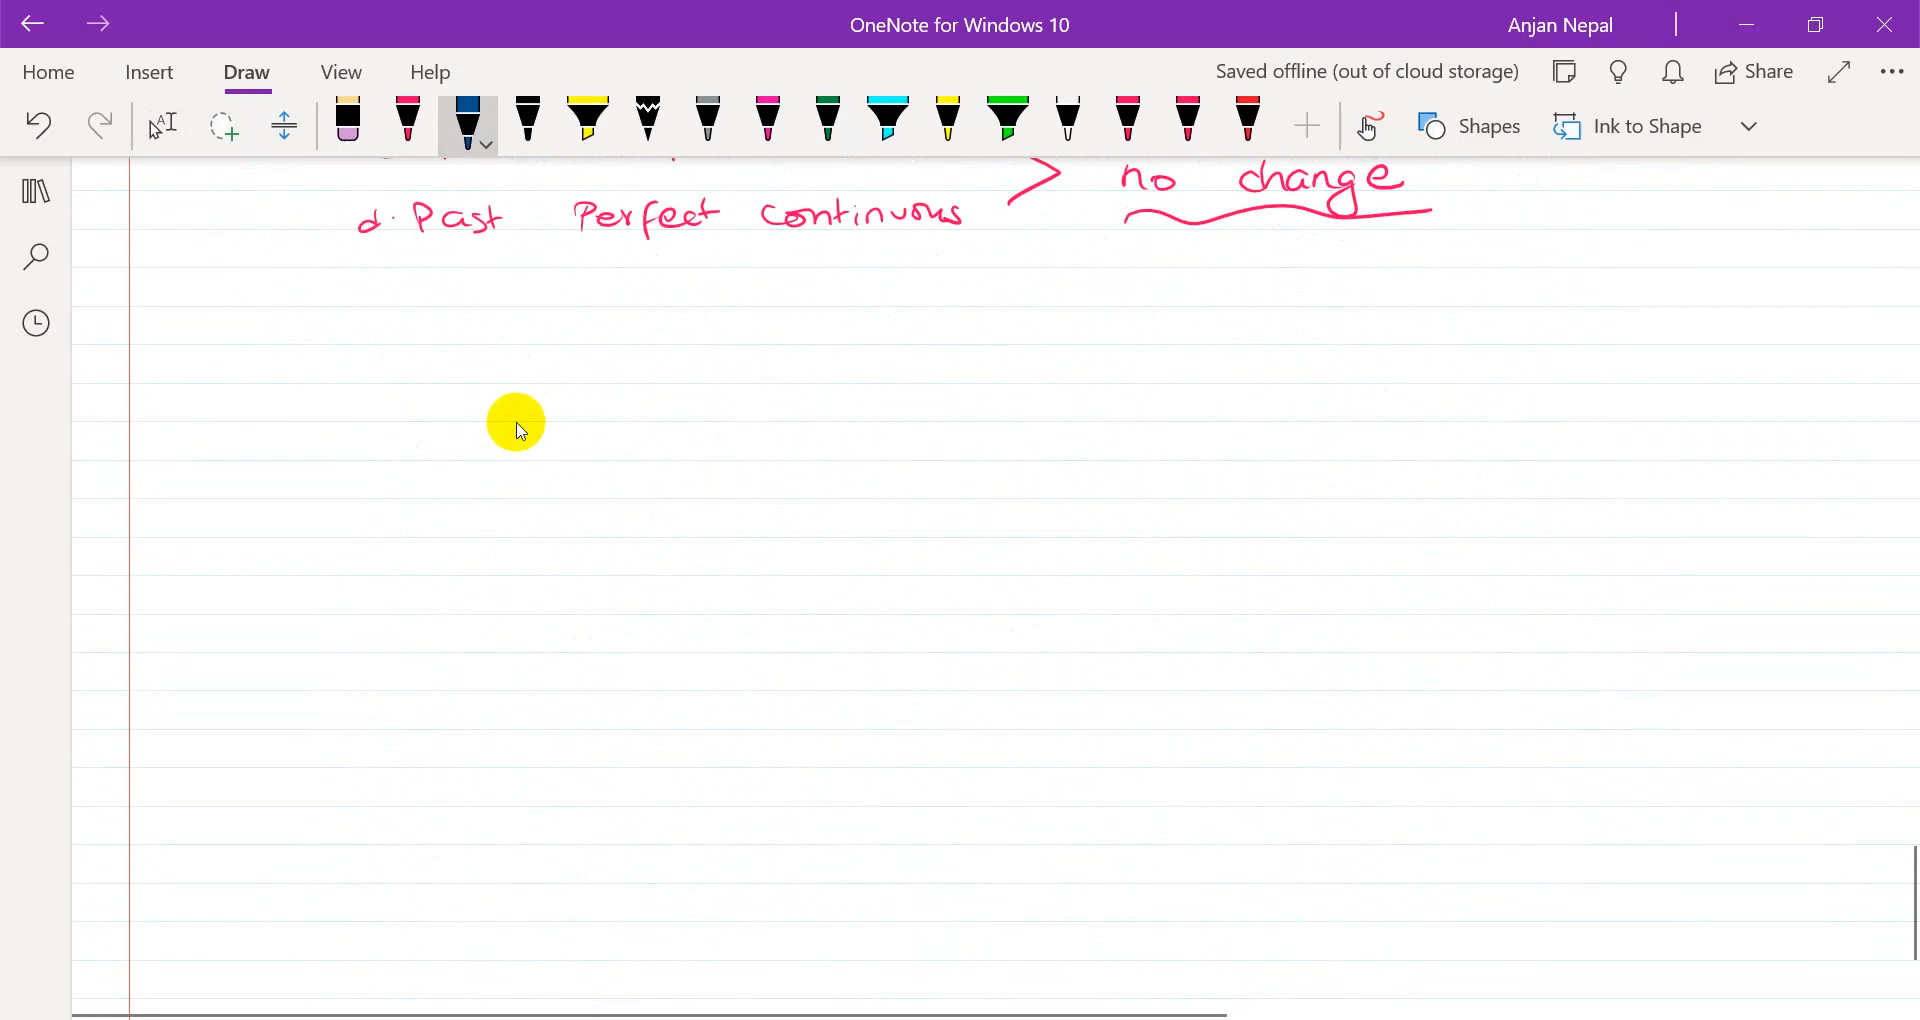 OneNote for Windows 10
Anjan Nepal
Home Insert Draw View Help
Saved offline (out of cloud storage)
Share
Shapes
Ink to Shape
no change
d. Past Perfect continuous